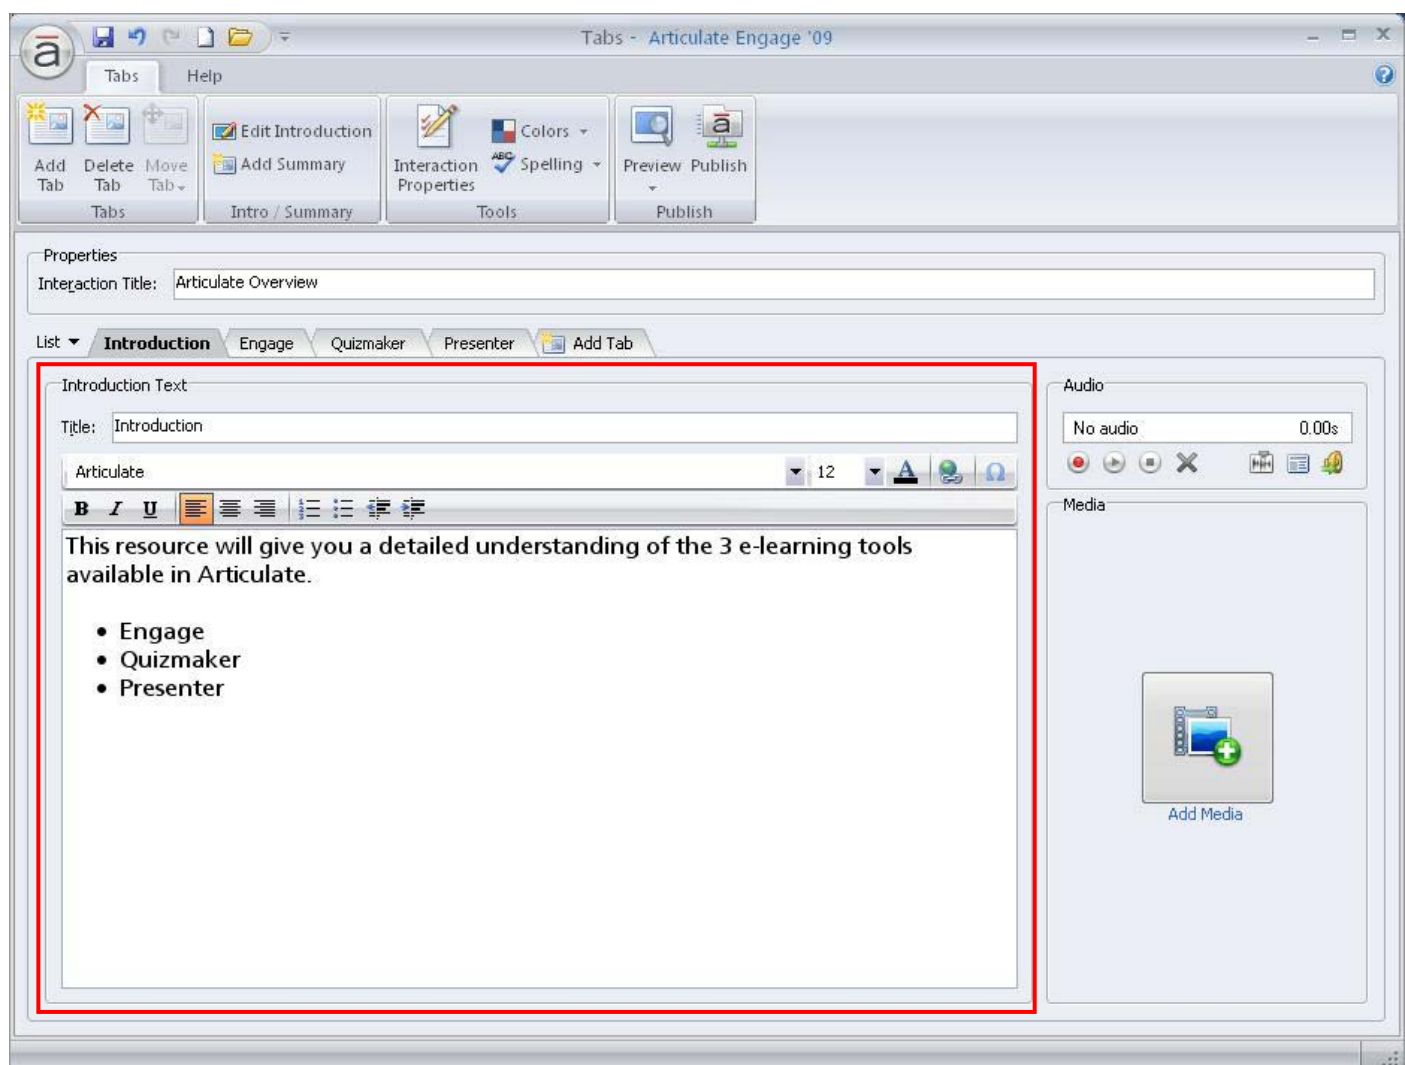 Tabs - Articulate Engage '09
Tabs Help
Edit Introduction
Add Summary
Colors
ABC Spelling
Add Tab
Delete Tab
Move Tab
Interaction Properties
Preview Publish
Tabs Intro / Summary Tools Publish
Properties
Interaction Title: Articulate Overview
List Introduction Engage Quizmaker Presenter Add Tab
Introduction Text
Title: Introduction
Articulate 12 A Ω
B I U
This resource will give you a detailed understanding of the 3 e-learning tools
available in Articulate.
• Engage
• Quizmaker
• Presenter
Audio
No audio 0.00s
Media
Add Media